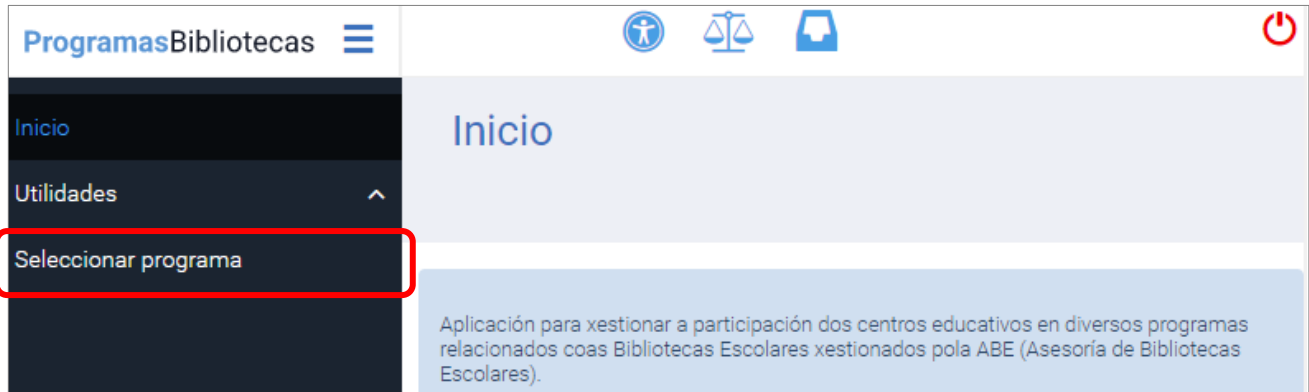 ProgramasBibliotecas
Inicio
Utilidades
Seleccionar programa
Inicio
Aplicación para xestionar a participación dos centros educativos en diversos programas
relacionados coas Bibliotecas Escolares xestionados pola ABE (Asesoría de Bibliotecas
Escolares).